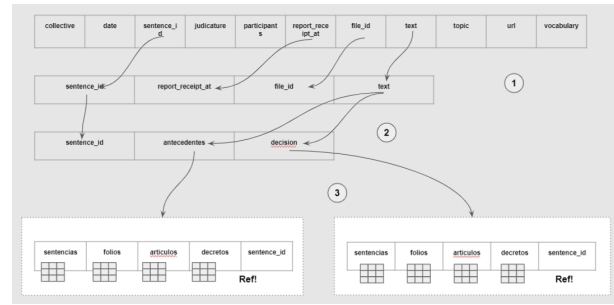 collective date sentence_i judicature participant report_rece file_id text topic url vocabulary
d s ipt_at
1
sentence_id report_receipt_at file_id text
2
sentence_id antecedentes decision
3
sentencias folios articulos decretos sentence_id
Ref!
sentencias folios articulos decretos sentence_id
Ref!